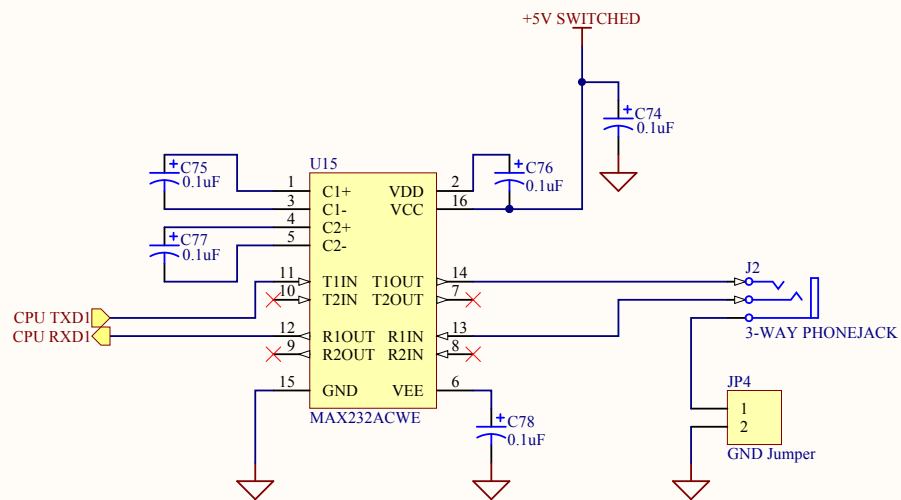 +5V SWITCHED
C74
0.1uF
U15
C75
0.1uF
C76
0.1uF
1 C1+ VDD 2
3 C1- VCC 16
4 C2+
5 C2-
C77
0.1uF
11 T1IN T1OUT 14
10 T2IN T2OUT 7
J2
CPU TXD1
CPU RXD1
12 R1OUT R1IN 13
9 R2OUT R2IN 8
3-WAY PHONEJACK
15 GND VEE 6
MAX232ACWE
C78
0.1uF
JP4
1
2
GND Jumper